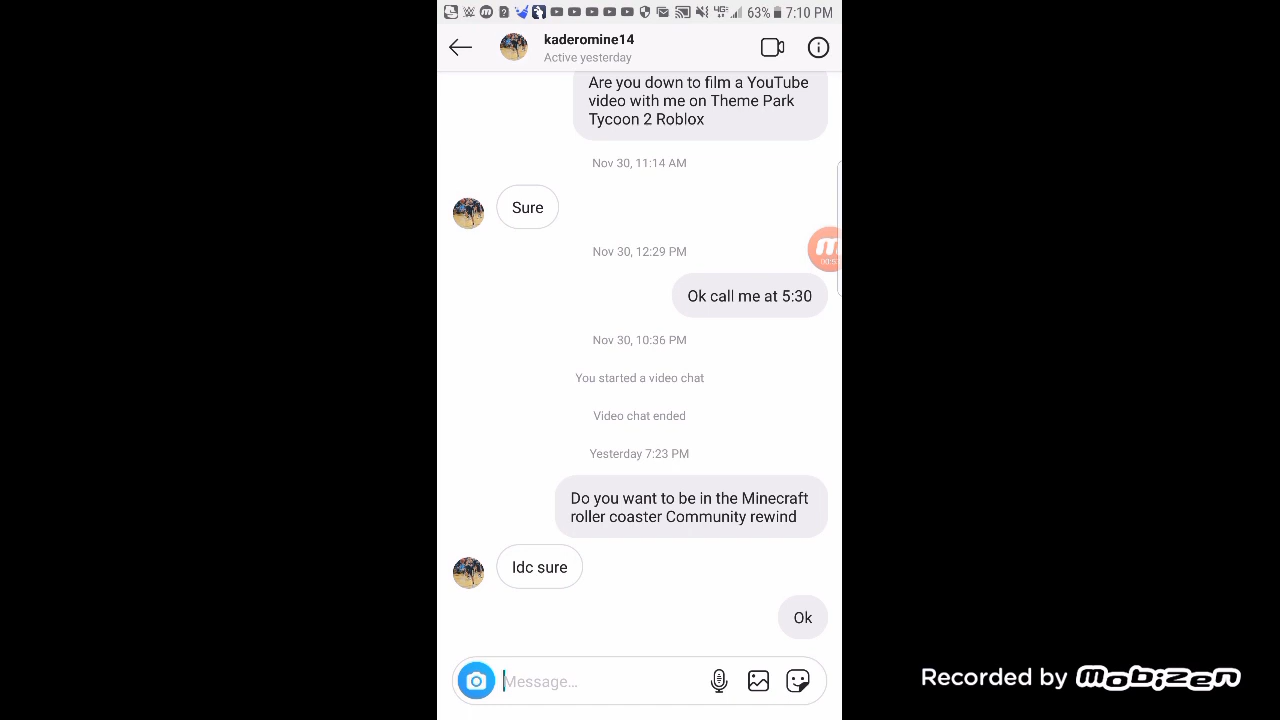 4G 63% 7:10 PM
kaderomine14
Active yesterday
Are you down to film a YouTube
video with me on Theme Park
Tycoon 2 Roblox
Nov 30, 11:14 AM
Sure
Nov 30, 12:29 PM
Ok call me at 5:30
Nov 30, 10:36 PM
You started a video chat
Video chat ended
Yesterday 7:23 PM
Do you want to be in the Minecraft
roller coaster Community rewind
Idc sure
Ok
Message...
Recorded by MOBIZEN